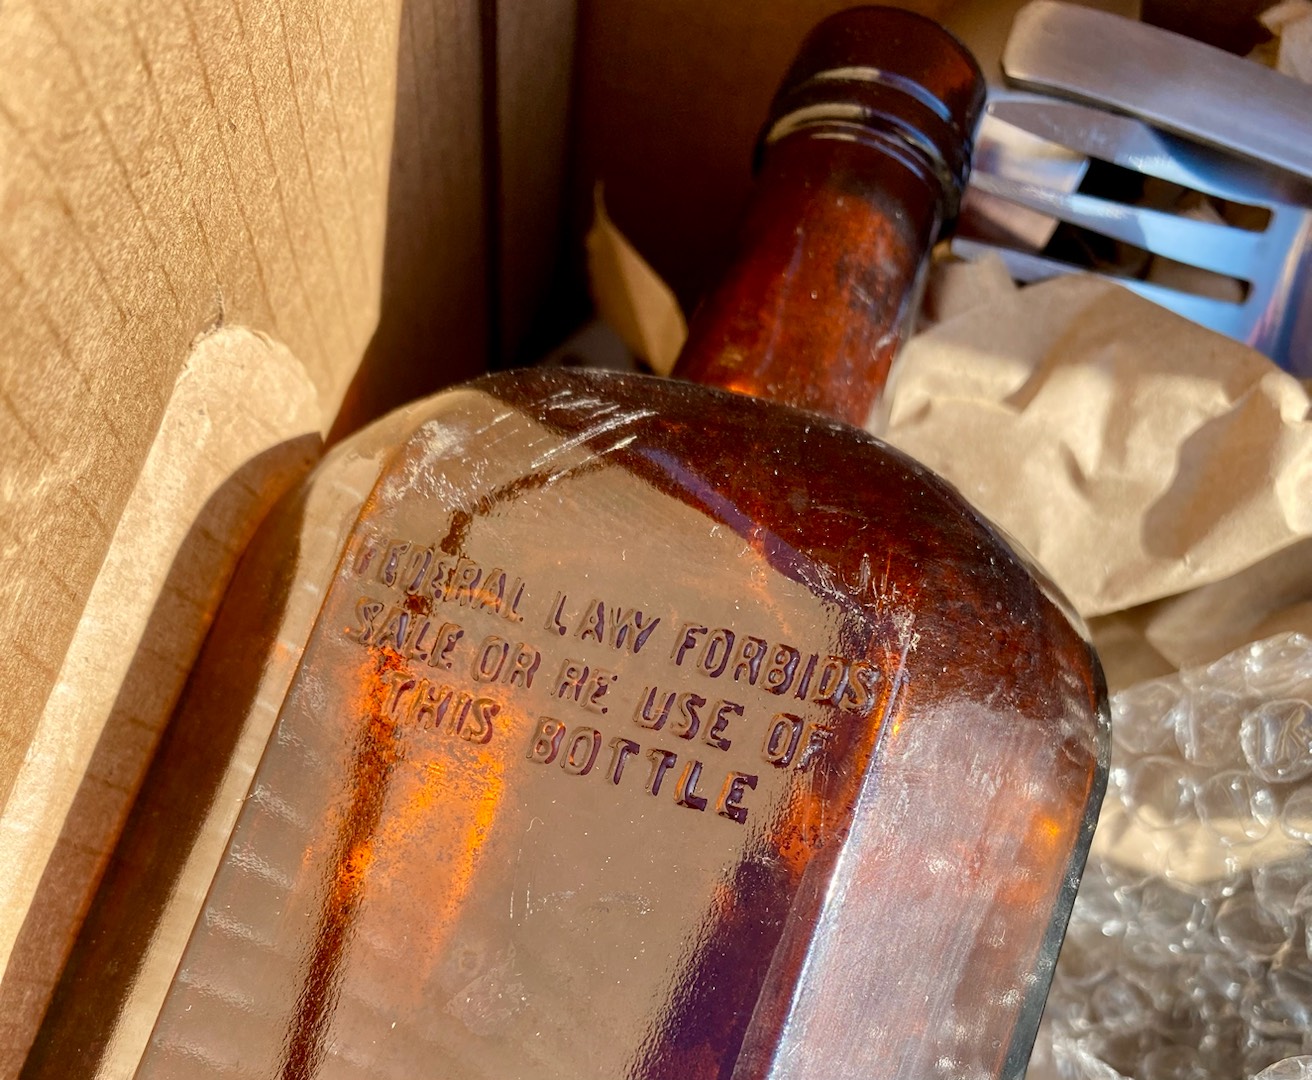 FEDERAL LAW FORBIDS
SALE OR RE USE OF
THIS BOTTLE